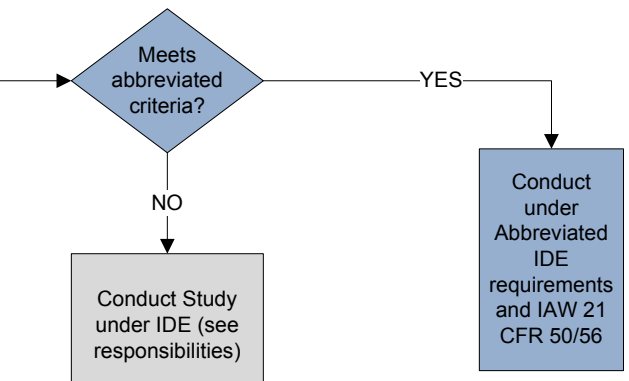 Meets
abbreviated
criteria?
YES
NO
Conduct
under
Abbreviated
IDE
requirements
and IAW 21
CFR 50/56
Conduct Study
under IDE (see
responsibilities)